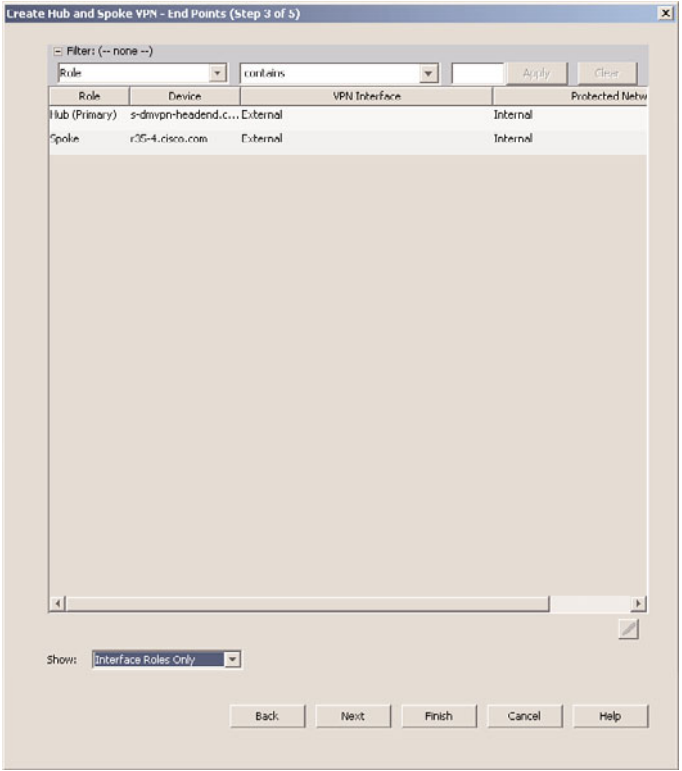 Create Hub and Spoke VPN - End Points (Step 3 of 5)
Filter: (-- none --)
Role contains Apply Clear
Role Device VPN Interface Protected Netw
Hub (Primary) s-dmvpn-headend.c... External Internal
Spoke r35-4.cisco.com External Internal
Show: Interface Roles Only
Back Next Finish Cancel Help